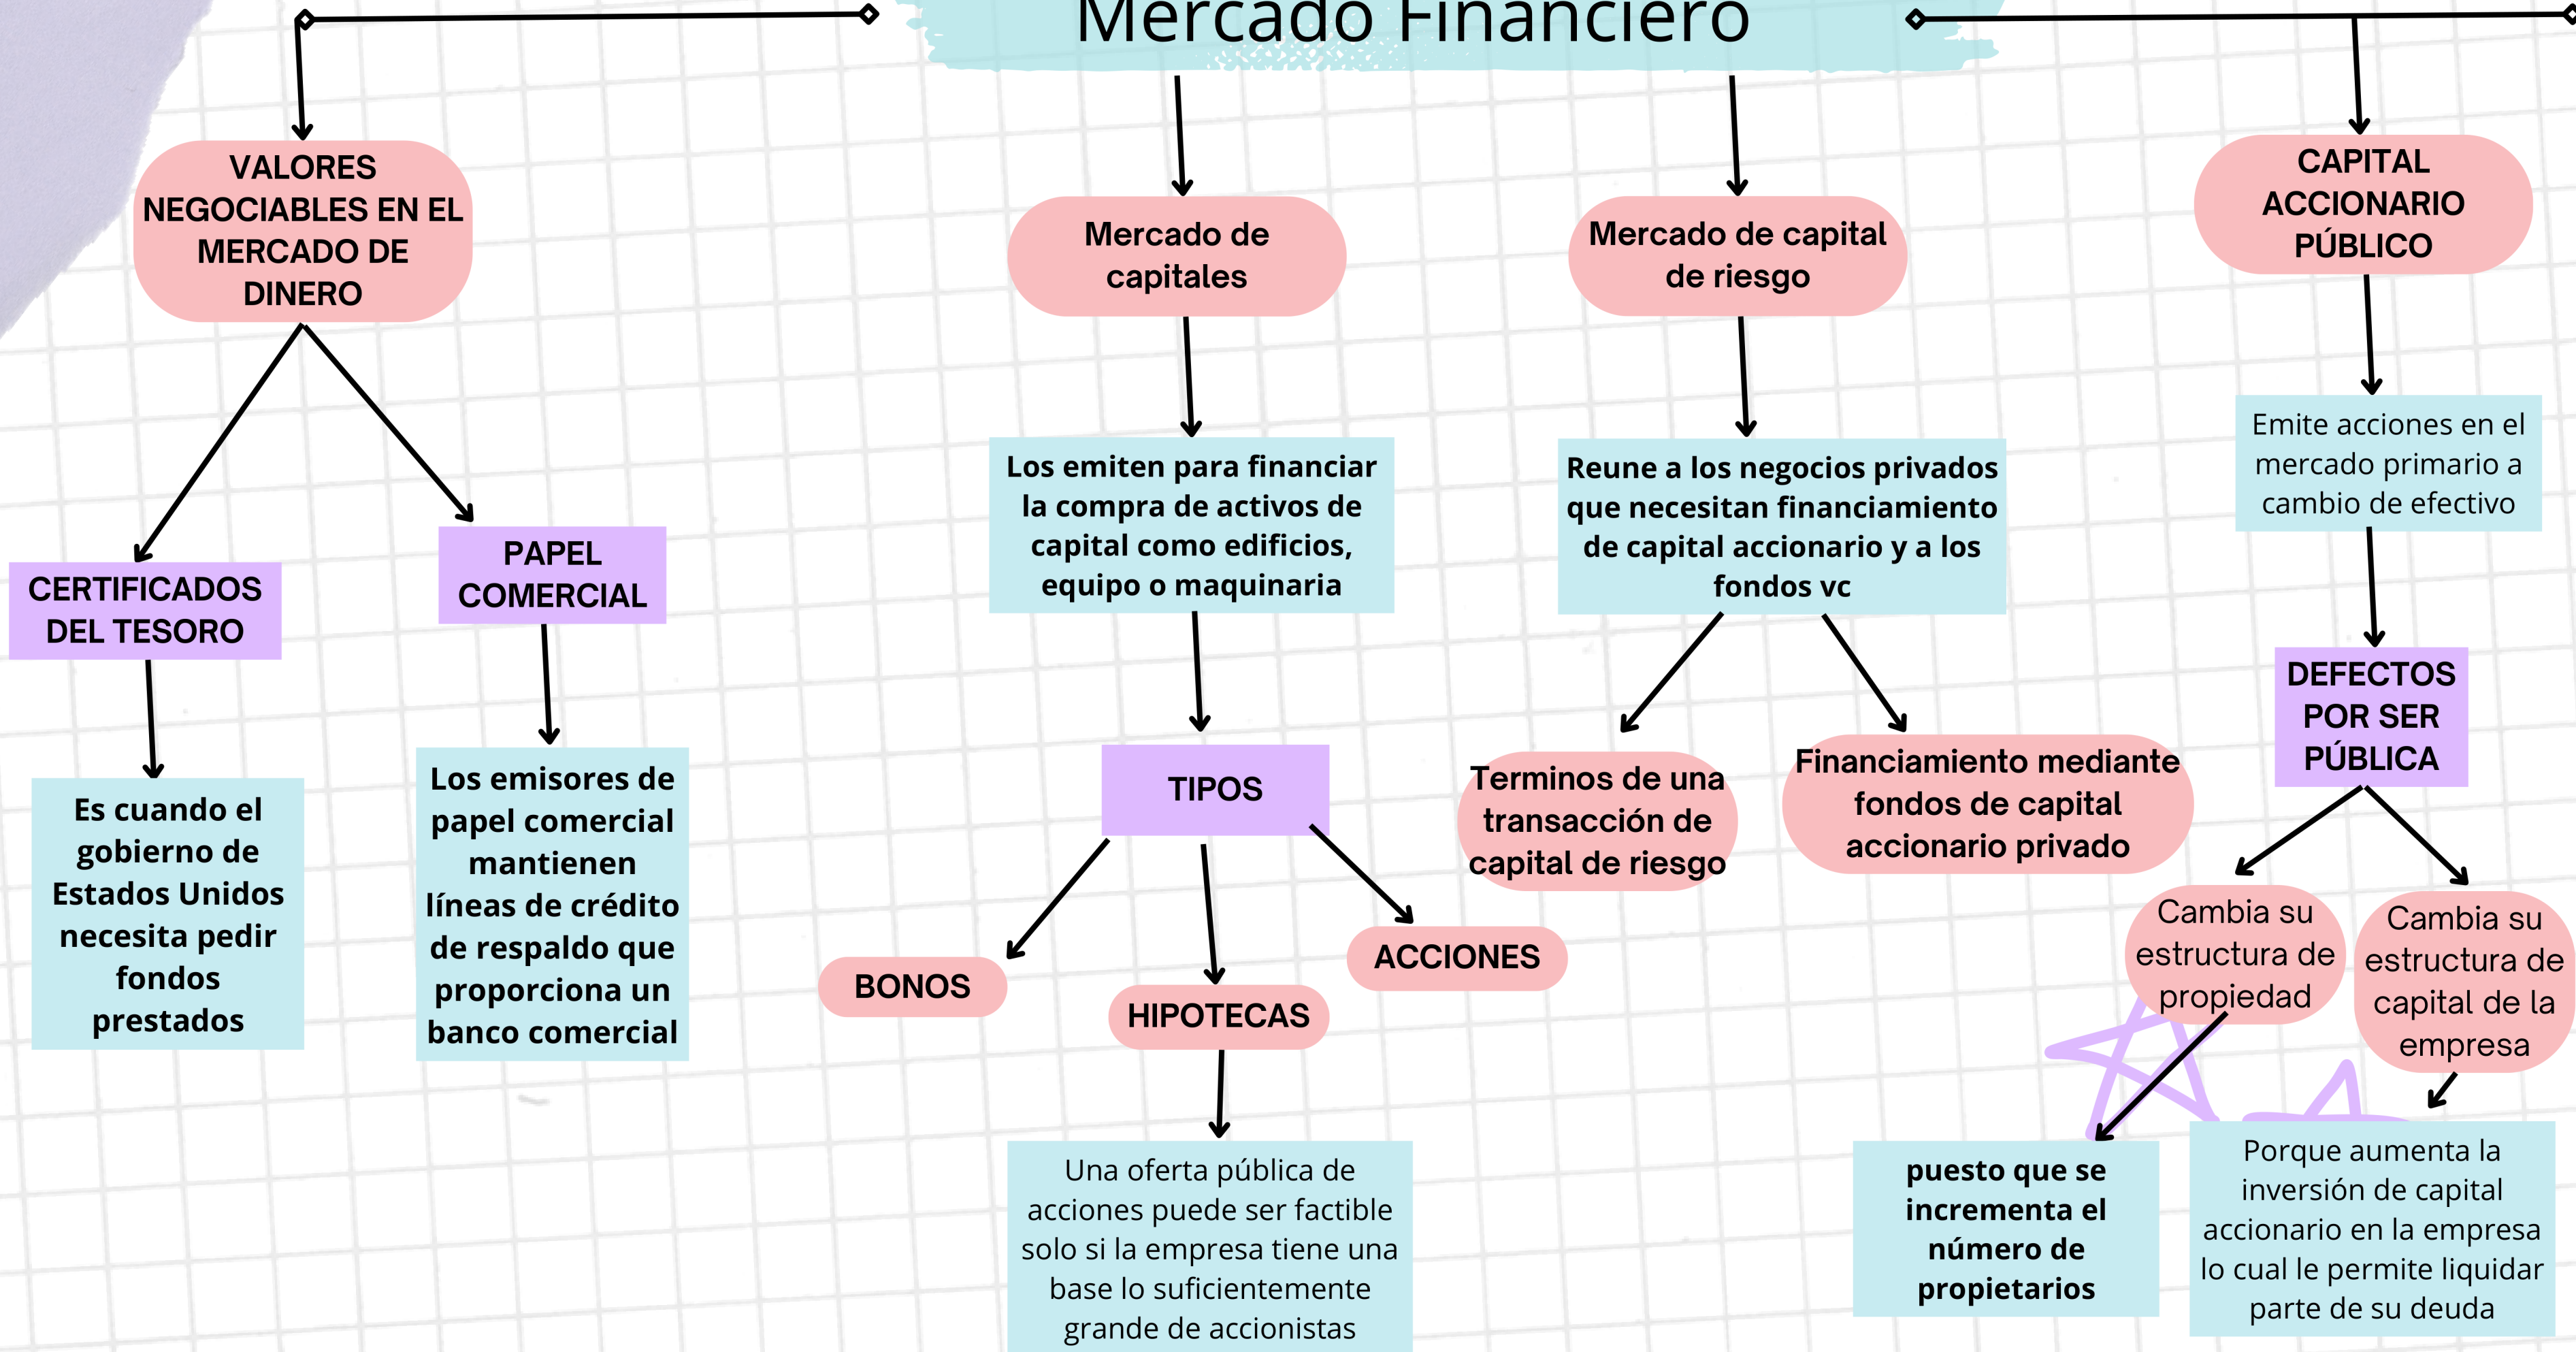 Mercado Financiero
VALORES
NEGOCIABLES EN EL
MERCADO DE
DINERO
CERTIFICADOS
DEL TESORO
Es cuando el
gobierno de
Estados Unidos
necesita pedir
fondos
prestados
PAPEL
COMERCIAL
Los emisores de
papel comercial
mantienen
líneas de crédito
de respaldo que
proporciona un
banco comercial
Mercado de
capitales
Los emiten para financiar
la compra de activos de
capital como edificios,
equipo o maquinaria
TIPOS
BONOS
HIPOTECAS
ACCIONES
Una oferta pública de
acciones puede ser factible
solo si la empresa tiene una
base lo suficientemente
grande de accionistas
Mercado de capital
de riesgo
Reune a los negocios privados
que necesitan financiamiento
de capital accionario y a los
fondos vc
Terminos de una
transacción de
capital de riesgo
Financiamiento mediante
fondos de capital
accionario privado
CAPITAL
ACCIONARIO
PÚBLICO
Emite acciones en el
mercado primario a
cambio de efectivo
DEFECTOS
POR SER
PÚBLICA
Cambia su
estructura de
propiedad
puesto que se
incrementa el
número de
propietarios
Cambia su
estructura de
capital de la
empresa
Porque aumenta la
inversión de capital
accionario en la empresa
lo cual le permite liquidar
parte de su deuda